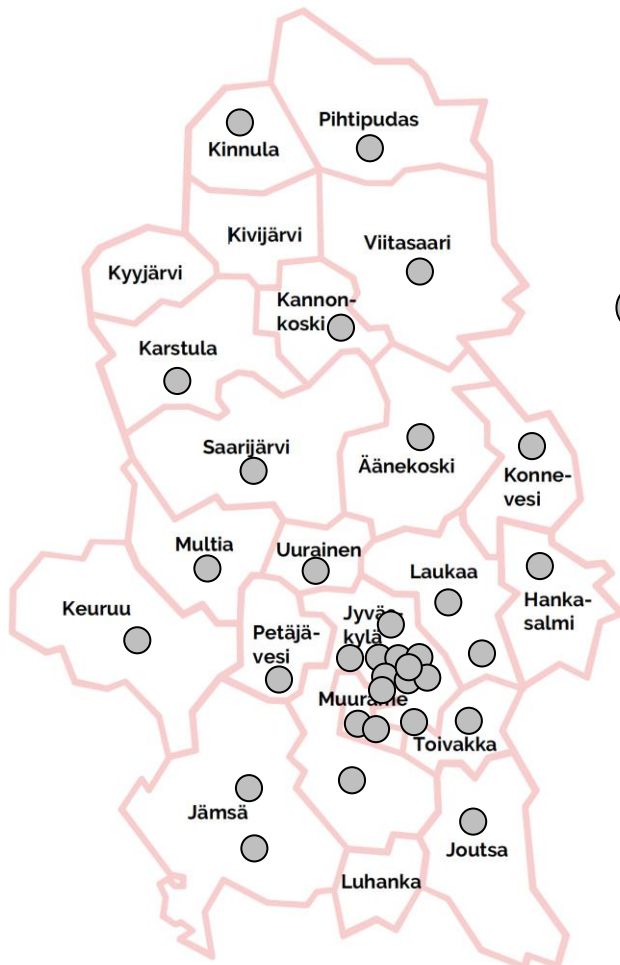 Pihtipudas
Kinnula
Kivijärvi
Viitasaari
Kyyjärvi
Kannon-
koski
Karstula
Saarijärvi
Äänekoski
Konne-
vesi
Multia
Uurainen
Laukaa
Hanka-
salmi
Keuruu
Petäjä-
vesi
Jyväs-
kylä
Muurame
Toivakka
Jämsä
Joutsa
Luhanka